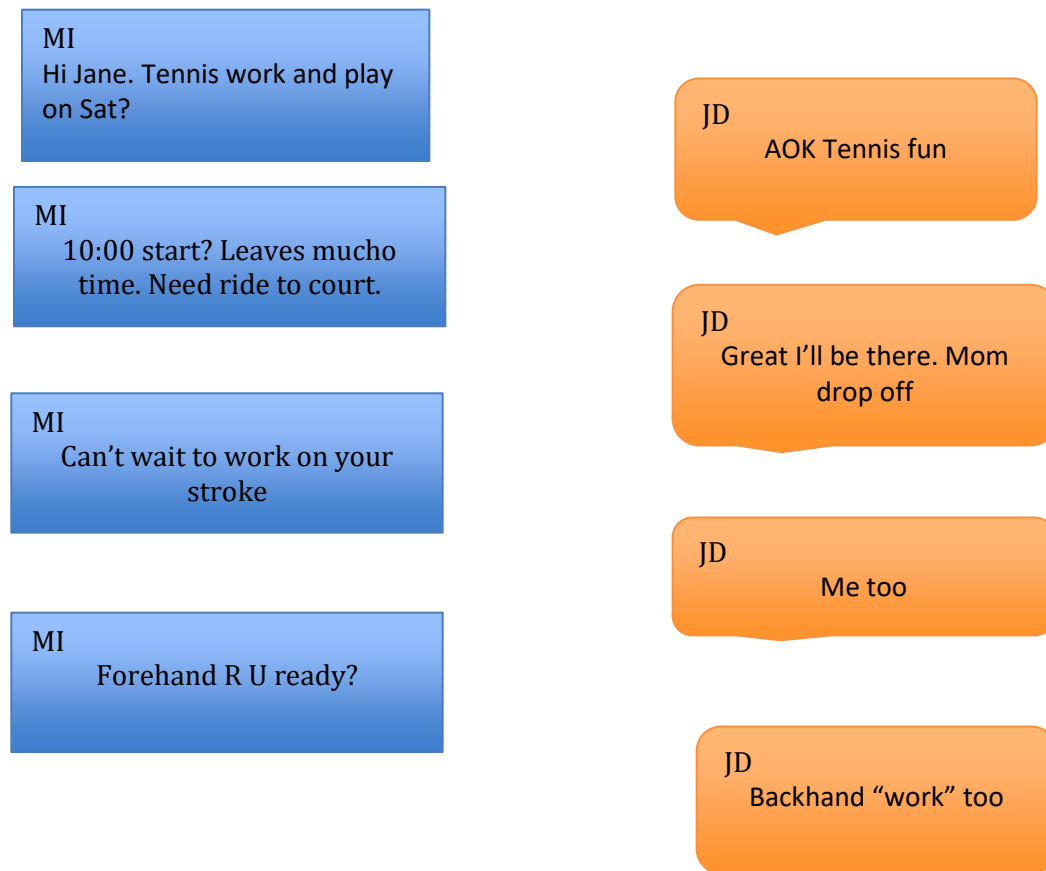 MI
Hi Jane. Tennis work and play
on Sat?
JD
AOK Tennis fun
MI
10:00 start? Leaves mucho
time. Need ride to court.
JD
Great I’ll be there. Mom
drop off
MI
Can’t wait to work on your
stroke
JD
Me too
MI
Forehand R U ready?
JD
Backhand “work” too